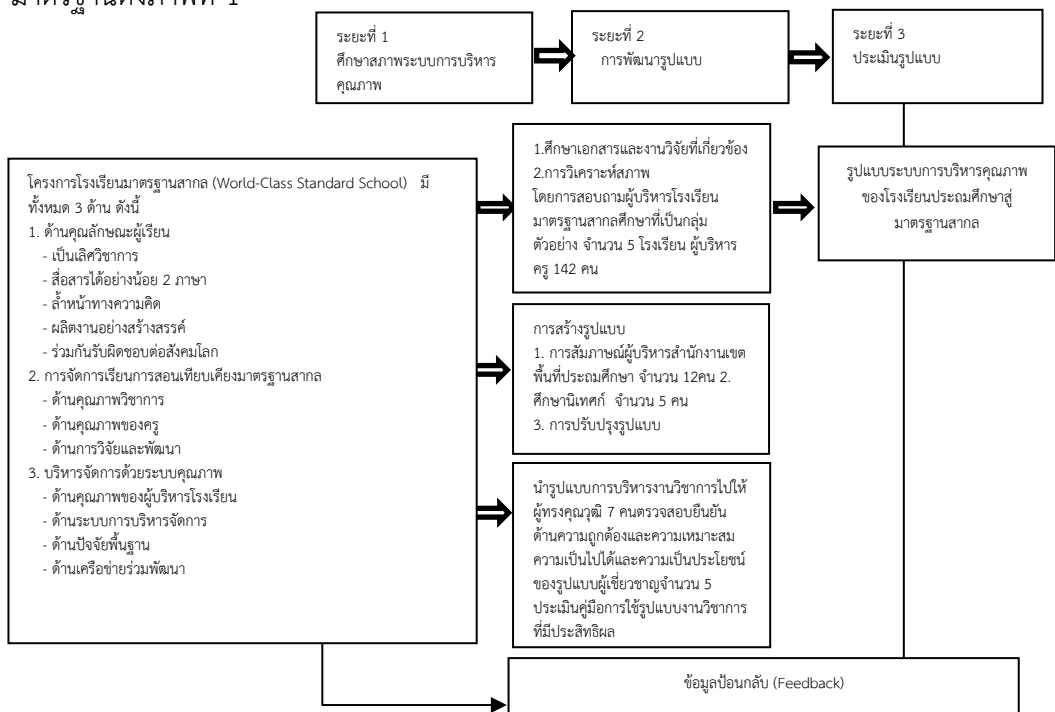 มาตรฐานดังภาพที่ 1
ระยะที่ 1
ศึกษาสภาพระบบการบริหาร
คุณภาพ
ระยะที่ 2
การพัฒนารูปแบบ
ระยะที่ 3
ประเมินรูปแบบ
โครงการโรงเรียนมาตรฐานสากล (World-Class Standard School) มี
ทั้งหมด 3 ด้าน ดังนี้
1. ด้านคุณลักษณะผู้เรียน
- เป็นเลิศวิชาการ
- สื่อสารได้อย่างน้อย 2 ภาษา
- ล้ำหน้าทางความคิด
- ผลิตงานอย่างสร้างสรรค์
- ร่วมกันรับผิดชอบต่อสังคมโลก
2. การจัดการเรียนการสอนเทียบเคียงมาตรฐานสากล
- ด้านคุณภาพวิชาการ
- ด้านคุณภาพของครู
- ด้านการวิจัยและพัฒนา
3. บริหารจัดการด้วยระบบคุณภาพ
- ด้านคุณภาพของผู้บริหารโรงเรียน
- ด้านระบบการบริหารจัดการ
- ด้านปัจจัยพื้นฐาน
- ด้านเครือข่ายร่วมพัฒนา
1.ศึกษาเอกสารและงานวิจัยที่เกี่ยวข้อง
2.การวิเคราะห์สภาพ
โดยการสอบถามผู้บริหารโรงเรียน
มาตรฐานสากลศึกษาที่เป็นกลุ่ม
ตัวอย่าง จำนวน 5 โรงเรียน ผู้บริหาร
ครู 142 คน
รูปแบบระบบการบริหารคุณภาพ
ของโรงเรียนประถมศึกษาสู่
มาตรฐานสากล
การสร้างรูปแบบ
1. การสัมภาษณ์ผู้บริหารสำนักงานเขต
พื้นที่ประถมศึกษา จำนวน 12คน 2.
ศึกษานิเทศก์ จำนวน 5 คน
3. การปรับปรุงรูปแบบ
นำรูปแบบการบริหารงานวิชาการไปให้
ผู้ทรงคุณวุฒิ 7 คนตรวจสอบยืนยัน
ด้านความถูกต้องและความเหมาะสม
ความเป็นไปได้และความเป็นประโยชน์
ของรูปแบบผู้เชี่ยวชาญจำนวน 5
ประเมินคู่มือการใช้รูปแบบงานวิชาการ
ที่มีประสิทธิผล
ข้อมูลป้อนกลับ (Feedback)